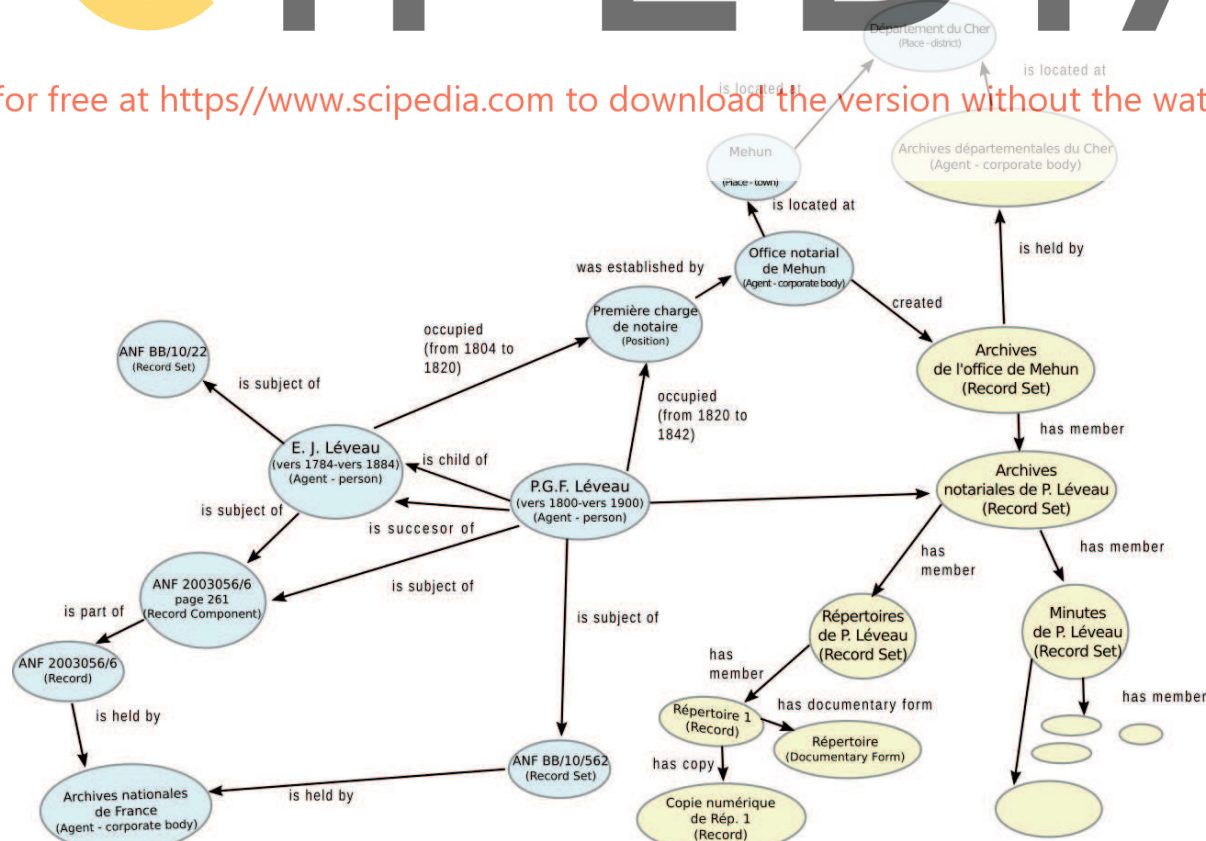 Département du Cher
(Place - district)
is located at
is located at
for free at https//www.scipedia.com to download the version without the wat
Mehun
(Place - town)
Archives départementales du Cher
(Agent - corporate body)
is located at
is held by
Office notarial
de Mehun
(Agent - corporate body)
was established by
created
Première charge
de notaire
(Position)
occupied
(from 1804 to
1820)
ANF BB/10/22
(Record Set)
is subject of
Archives
de l'office de Mehun
(Record Set)
occupied
(from 1820 to
1842)
has member
E. J. Léveau
(vers 1784-vers 1884)
(Agent - person)
is child of
P.G.F. Léveau
(vers 1800-vers 1900)
(Agent - person)
Archives
notariales de P. Léveau
(Record Set)
is subject of
is succesor of
has
member
has member
ANF 2003056/6
page 261
(Record Component)
is subject of
is part of
is subject of
Répertoires
de P. Léveau
(Record Set)
Minutes
de P. Léveau
(Record Set)
ANF 2003056/6
(Record)
has
member
has member
is held by
Répertoire 1
(Record)
has documentary form
Répertoire
(Documentary Form)
ANF BB/10/562
(Record Set)
has copy
is held by
Archives nationales
de France
(Agent - corporate body)
Copie numérique
de Rép. 1
(Record)